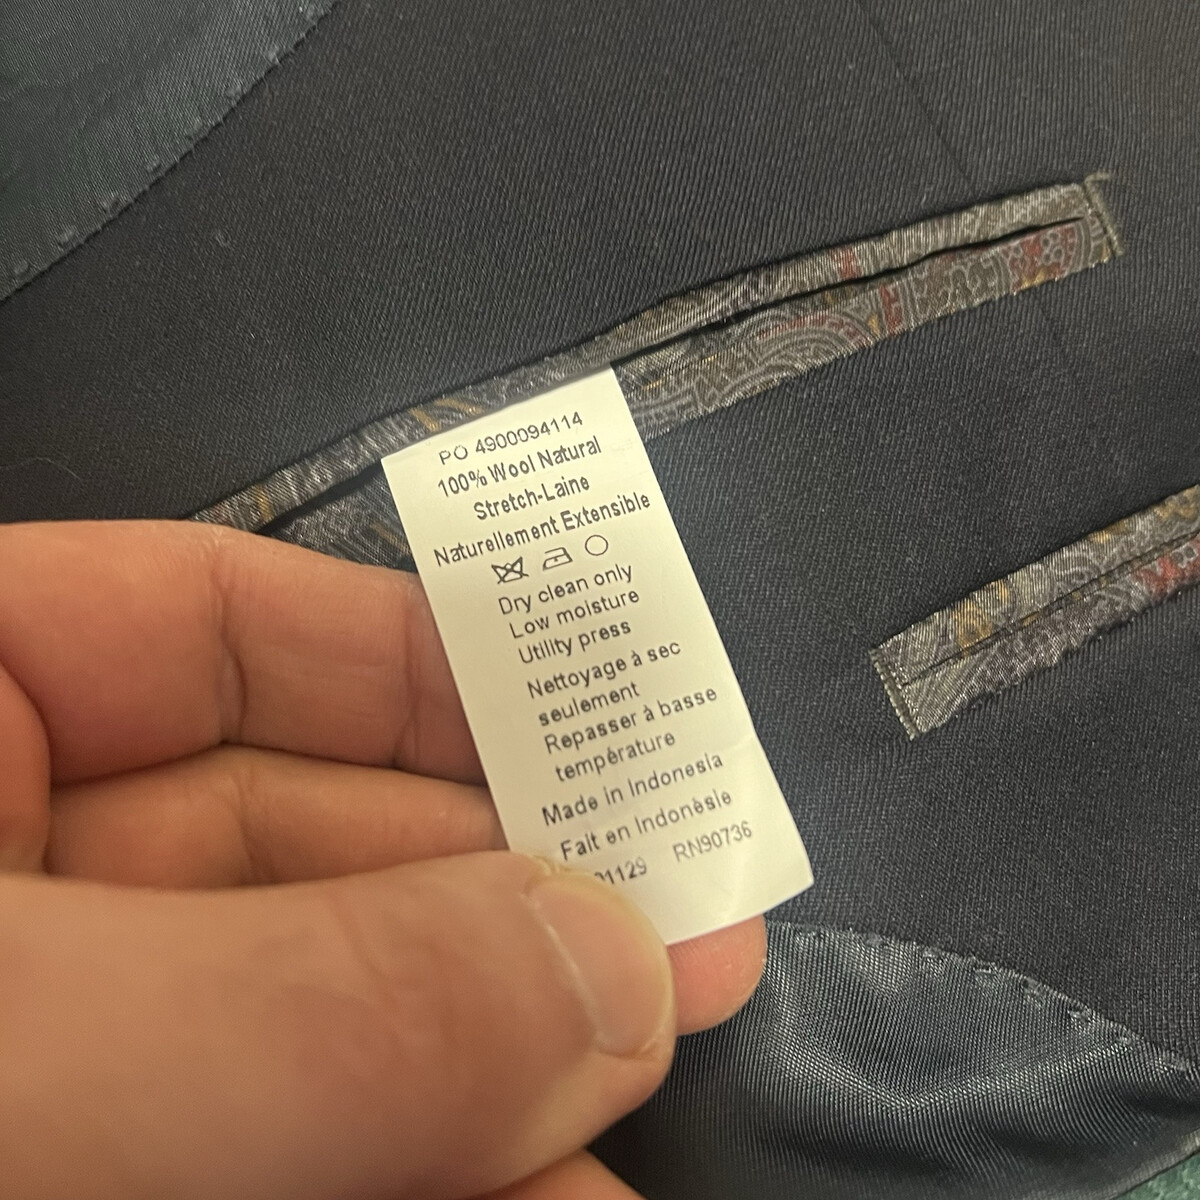 PO 4900094114
100% Wool Natural
Stretch-Laine
Naturellement Extensible
Dry clean only
Low moisture
Utility press
Nettoyage à sec
seulement
Repasser à basse
température
Made in Indonesia
Fait en Indonèsie
RN90736